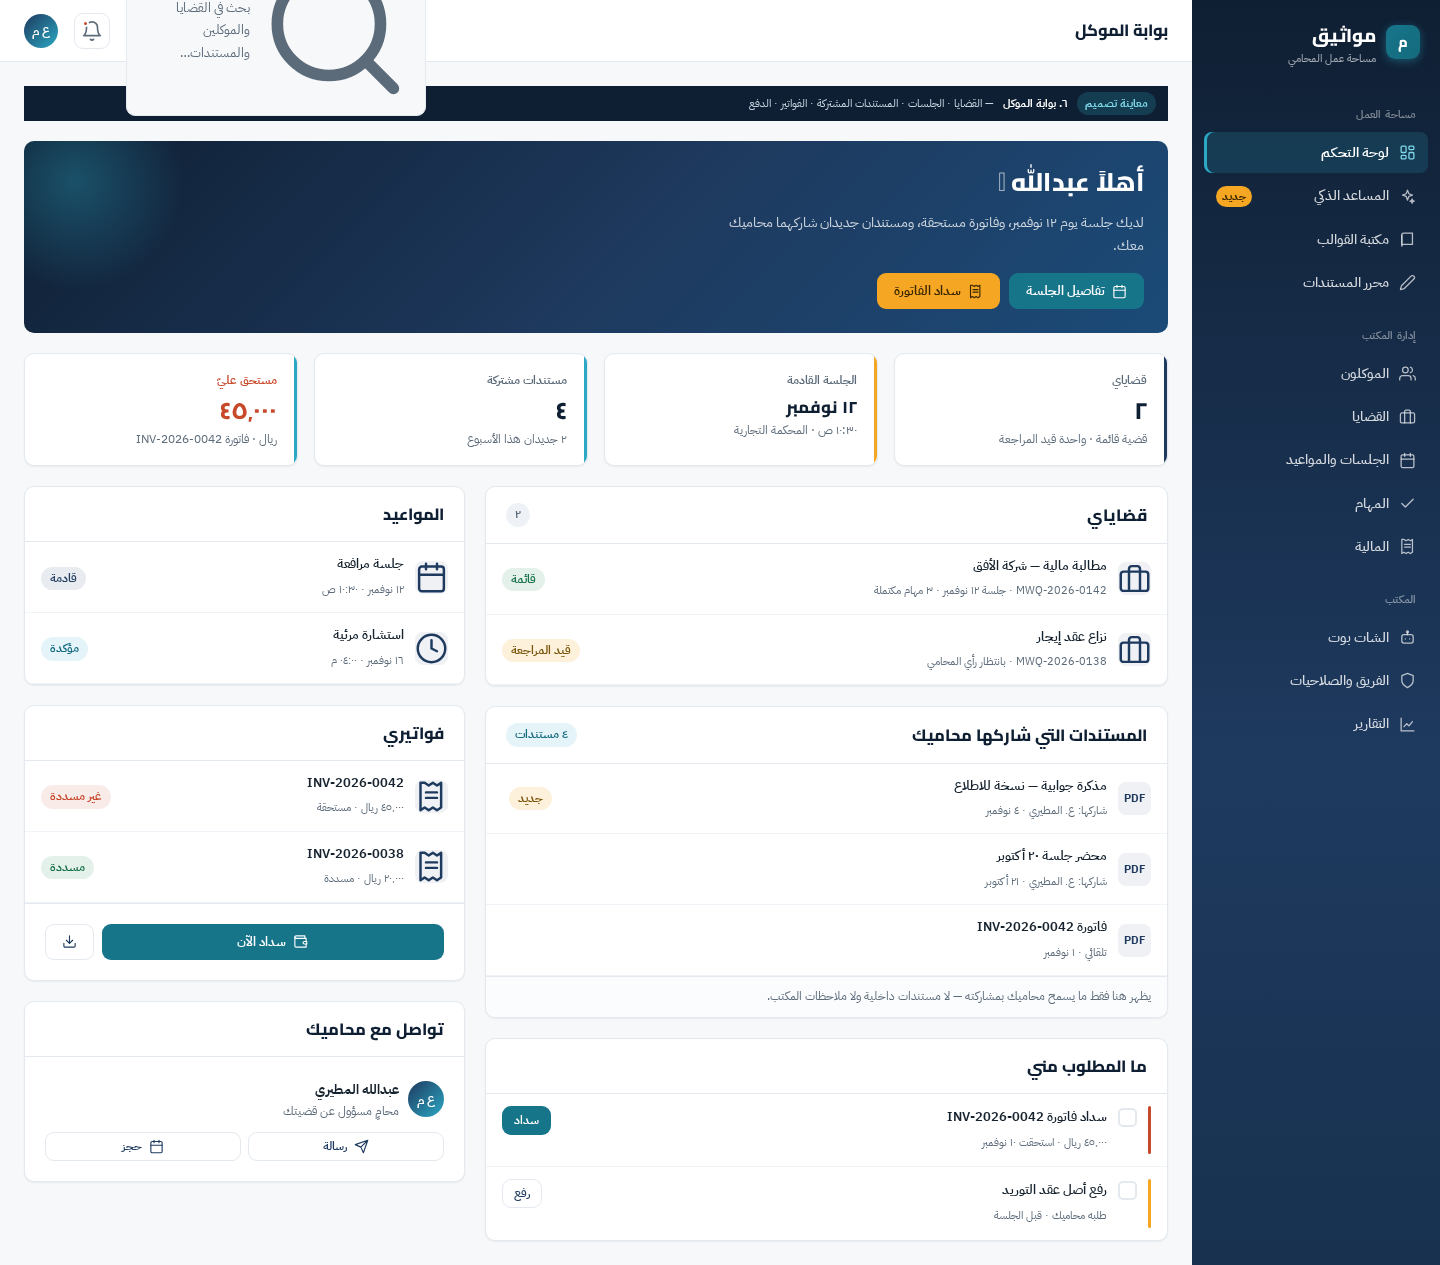 م
مواثيق
مساحة عمل المحامي
مساحة العمل
لوحة التحكم
المساعد الذكي
جديد
مكتبة القوالب
محرر المستندات
إدارة المكتب
الموكلون
القضايا
الجلسات والمواعيد
المهام
المالية
المكتب
الشات بوت
الفريق والصلاحيات
التقارير
بوابة الموكل
بحث في القضايا
والموكلين
والمستندات...
ع م
معاينة تصميم
٦. بوابة الموكل — القضايا · الجلسات · المستندات المشتركة · الفواتير · الدفع
أهلاً عبدالله
لديك جلسة يوم ١٢ نوفمبر، وفاتورة مستحقة، ومستندان جديدان شاركهما محاميك
معك.
تفاصيل الجلسة
سداد الفاتورة
قضاياي
٢
قضية قائمة · واحدة قيد المراجعة
الجلسة القادمة
١٢ نوفمبر
١٠:٣٠ ص · المحكمة التجارية
مستندات مشتركة
٤
٢ جديدان هذا الأسبوع
مستحق عليّ
٤٥,٠٠٠
ريال · فاتورة INV-2026-0042
قضاياي
٢
مطالبة مالية — شركة الأفق
MWQ-2026-0142 · جلسة ١٢ نوفمبر · ٣ مهام مكتملة
قائمة
نزاع عقد إيجار
MWQ-2026-0138 · بانتظار رأي المحامي
قيد المراجعة
المستندات التي شاركها محاميك
٤ مستندات
PDF
مذكرة جوابية — نسخة للاطلاع
شاركها: ع. المطيري · ٤ نوفمبر
جديد
PDF
محضر جلسة ٢٠ أكتوبر
شاركها: ع. المطيري · ٢١ أكتوبر
PDF
فاتورة INV-2026-0042
تلقائي · ١ نوفمبر
يظهر هنا فقط ما يسمح محاميك بمشاركته — لا مستندات داخلية ولا ملاحظات المكتب.
ما المطلوب مني
سداد فاتورة INV-2026-0042
٤٥,٠٠٠ ريال · استحقت ١٠ نوفمبر
سداد
رفع أصل عقد التوريد
طلبه محاميك · قبل الجلسة
رفع
المواعيد
جلسة مرافعة
١٢ نوفمبر · ١٠:٣٠ ص
قادمة
استشارة مرئية
١٦ نوفمبر · ٠٤:٠٠ م
مؤكدة
فواتيري
INV-2026-0042
٤٥,٠٠٠ ريال · مستحقة
غير مسددة
INV-2026-0038
٢٠,٠٠٠ ريال · مسددة
مسددة
سداد الآن
تواصل مع محاميك
ع م
عبدالله المطيري
محامٍ مسؤول عن قضيتك
رسالة
حجز